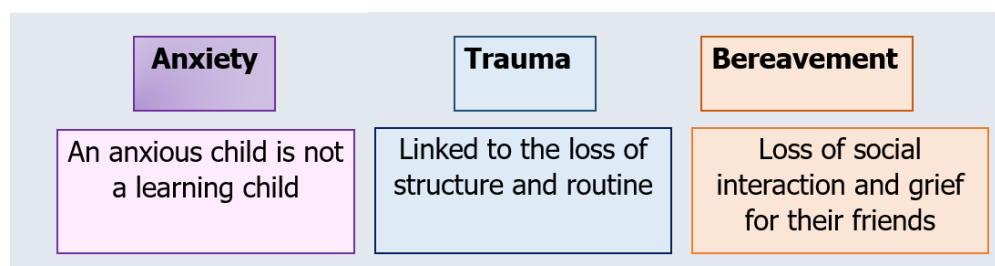 Anxiety
Trauma
Bereavement
An anxious child is not
a learning child
Linked to the loss of
structure and routine
Loss of social
interaction and grief
for their friends